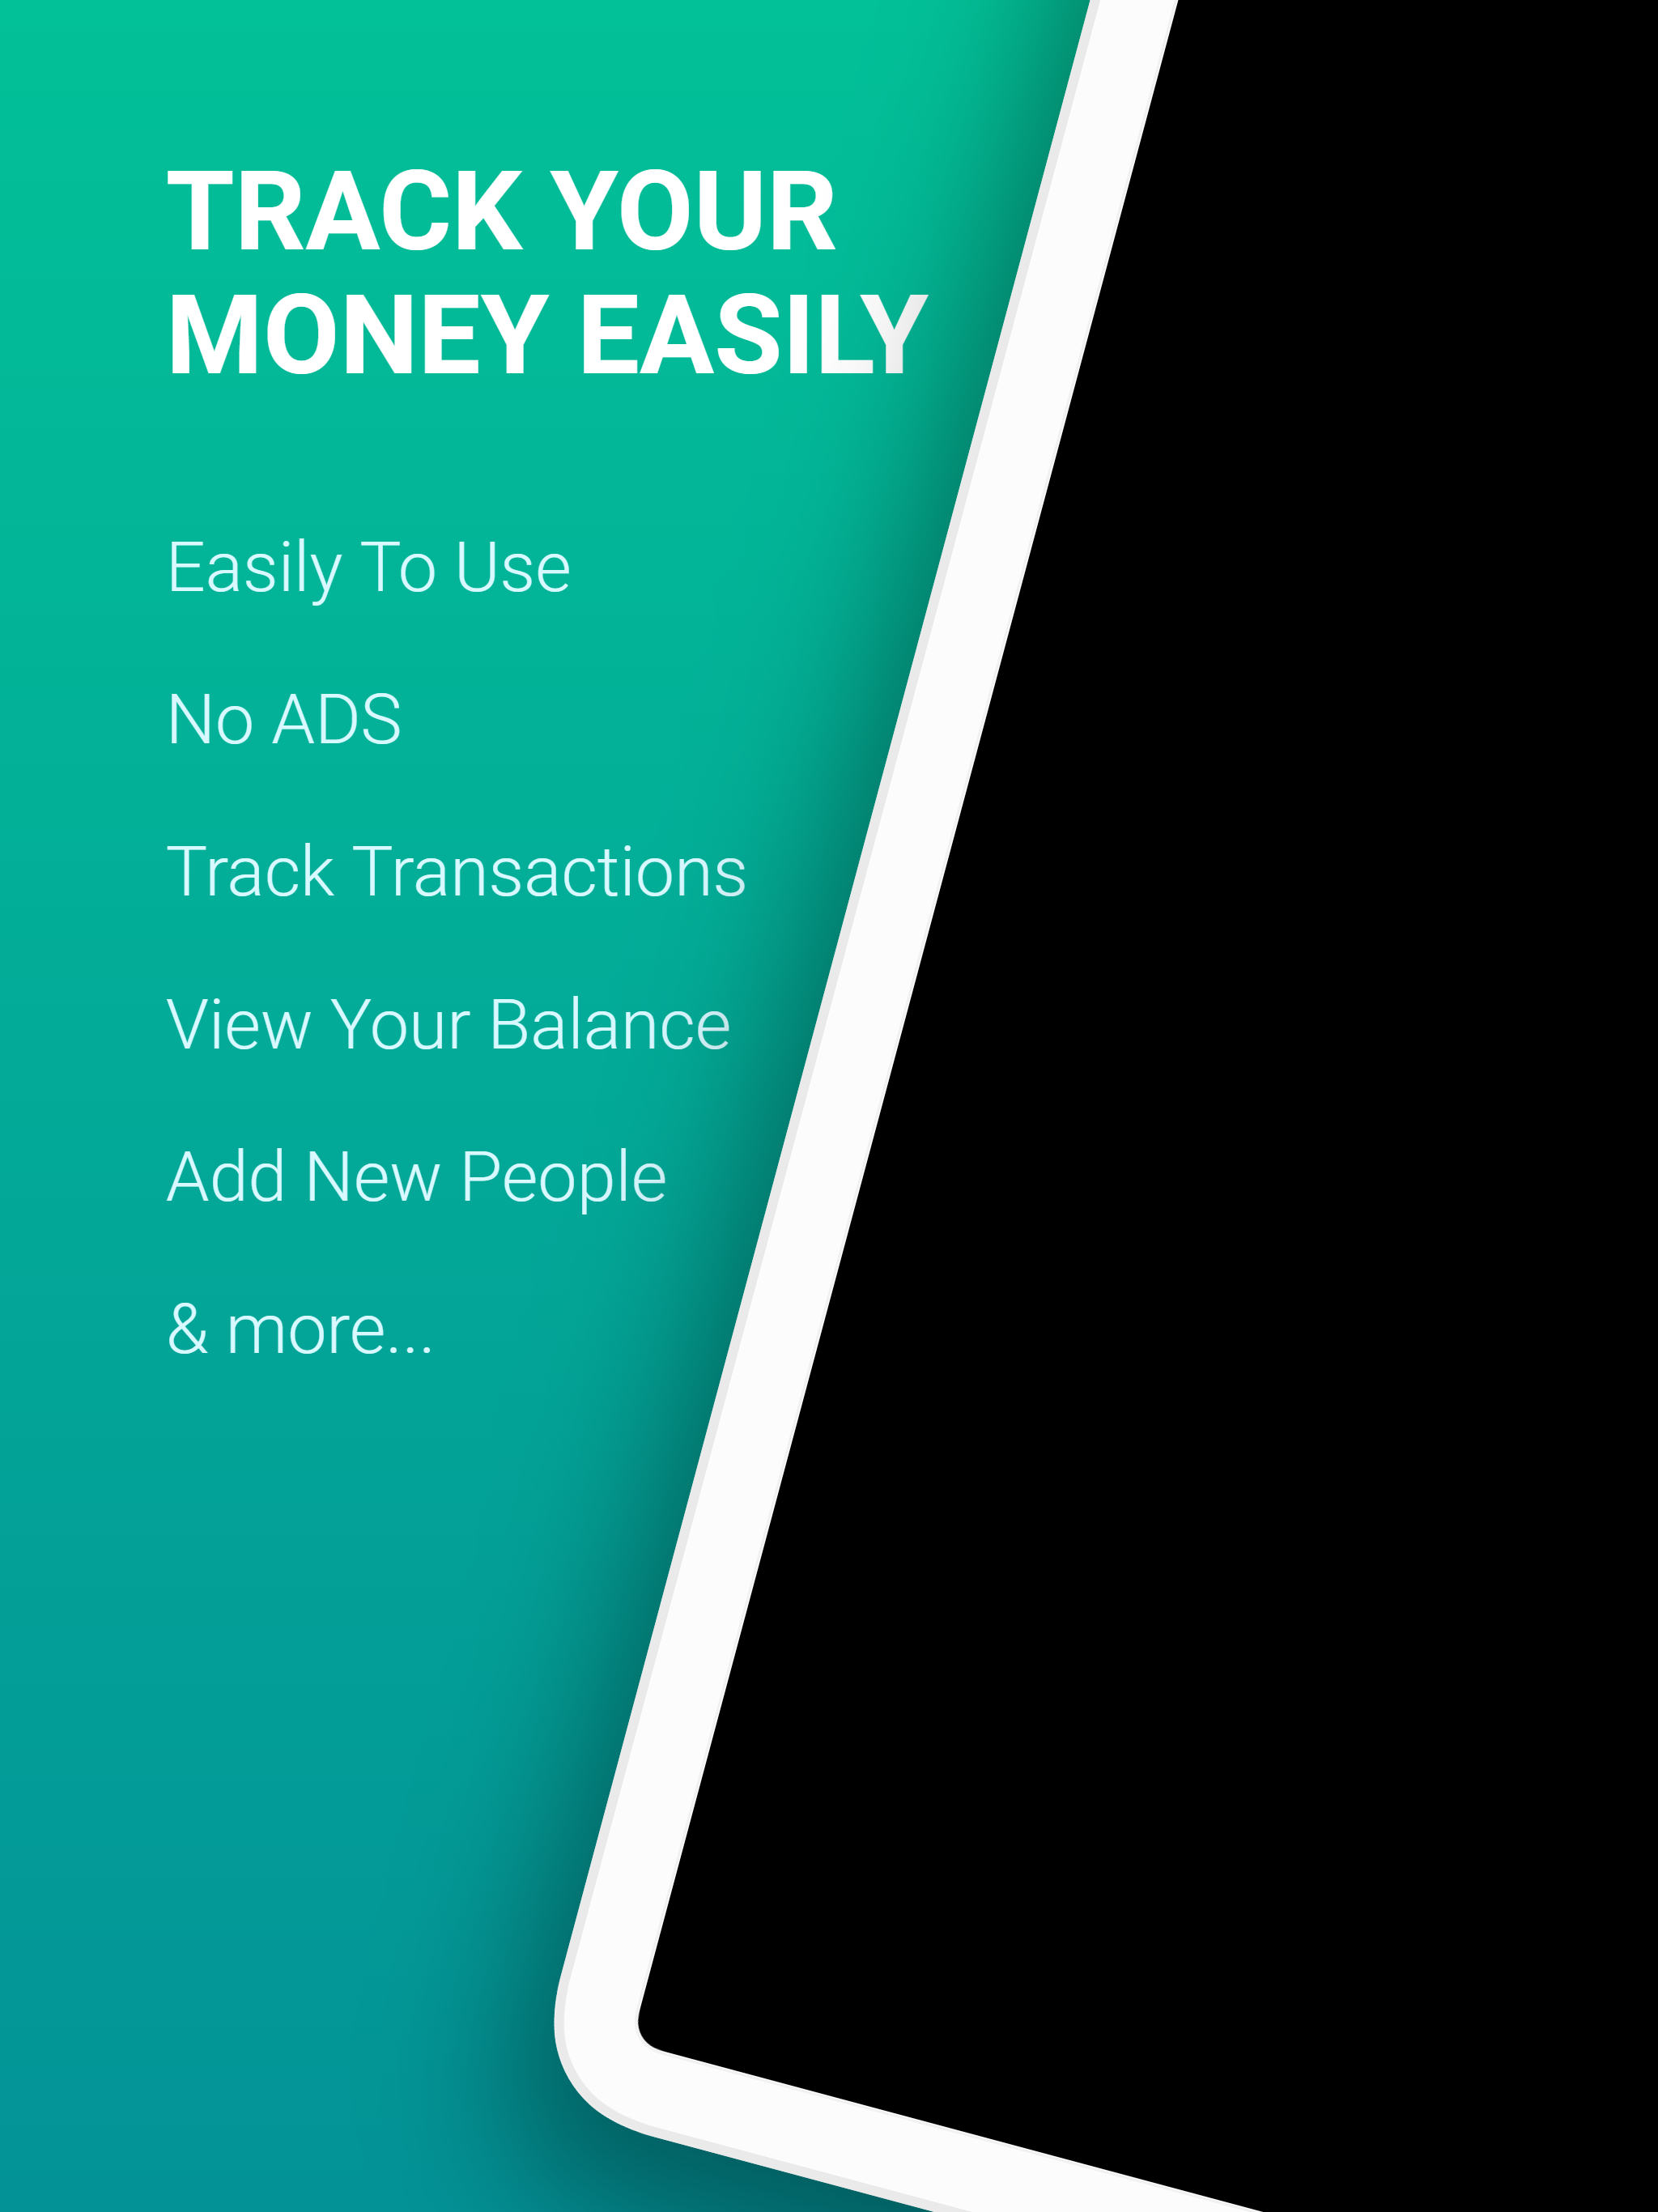 TRACK YOUR
MONEY EASILY
Easily To Use
No ADS
Track Transactions
View Your Balance
Add New People
& more...